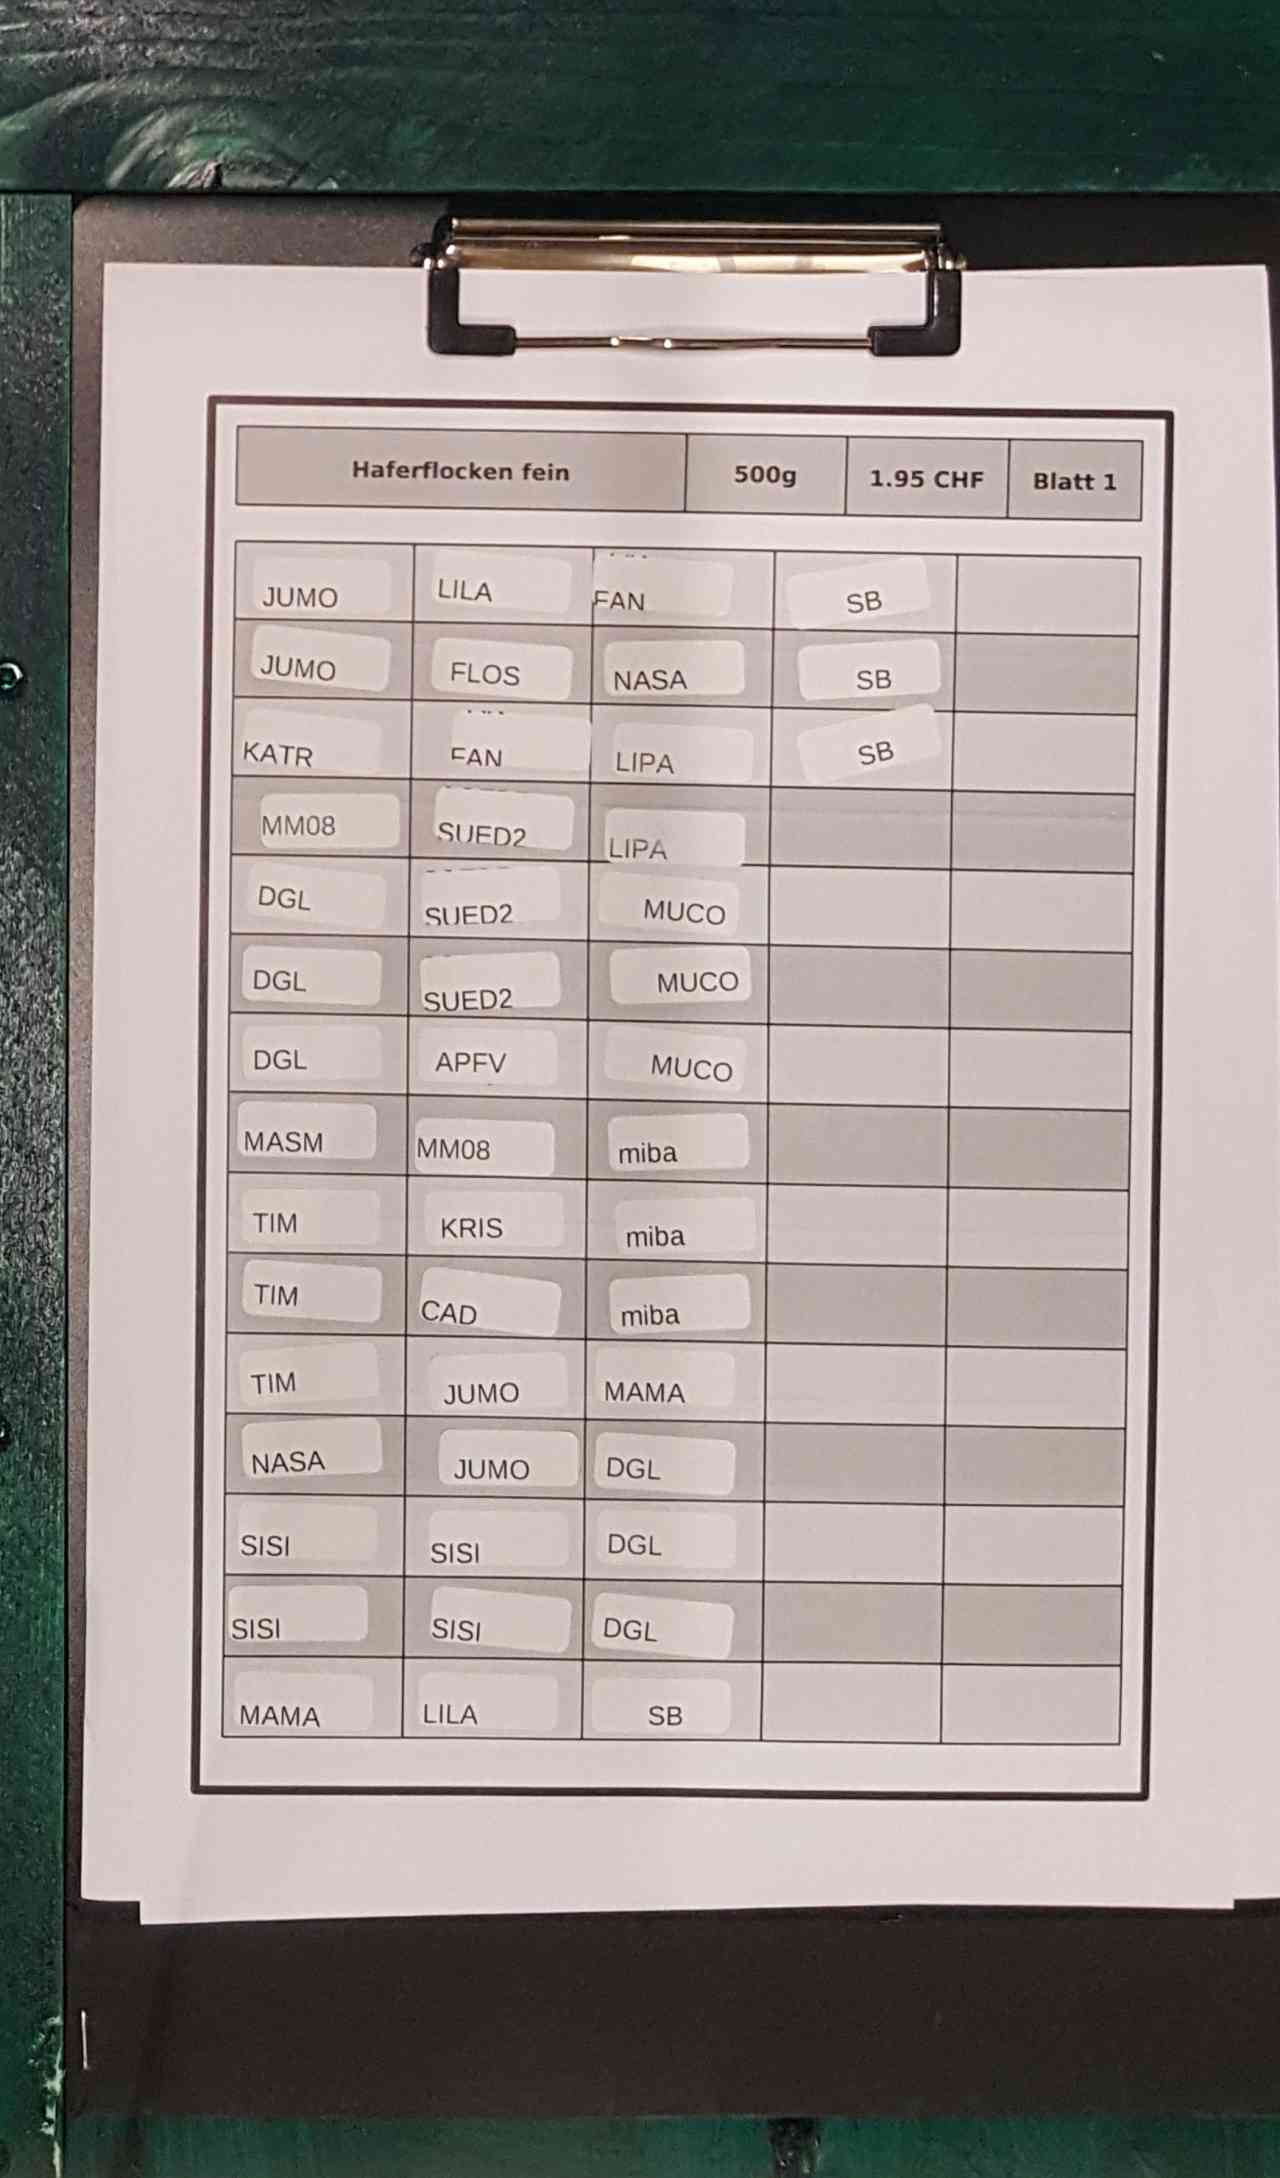 Haferflocken fein 500g 1.95 CHF Blatt 1
JUMO LILA FAN SB
JUMO FLOS NASA SB
KATR FAN LIPA SB
MM08 SUED2 LIPA
DGL SUED2 MUCO
DGL SUED2 MUCO
DGL APFV MUCO
MASM MM08 miba
TIM KRIS miba
TIM CAD miba
TIM JUMO MAMA
NASA JUMO DGL
SISI SISI DGL
SISI SISI DGL
MAMA LILA SB